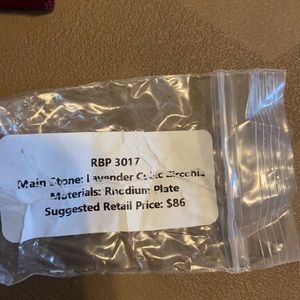 RBP 3017
Main Stone: Lavender Cubic Zirconia
Materials: Rhodium Plate
Suggested Retail Price: $86